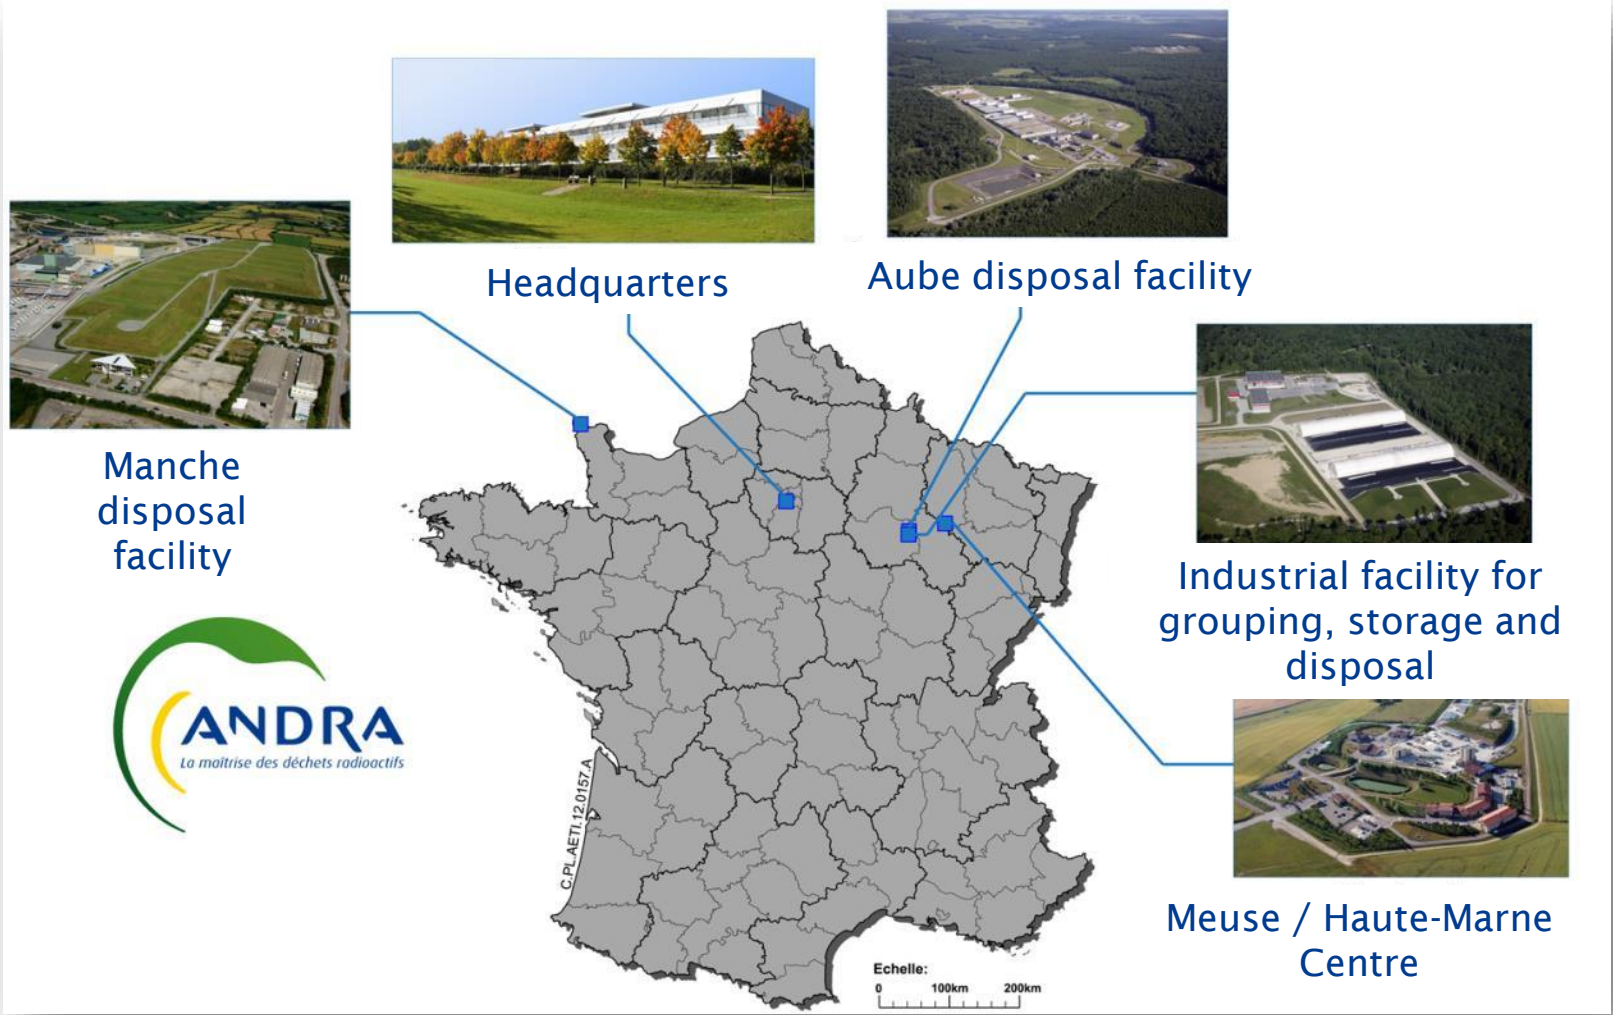 Headquarters
Aube disposal facility
Manche
disposal
facility
Industrial facility for
grouping, storage and
disposal
ANDRA
La maîtrise des déchets radioactifs
C.PL.AETI.12.0157.A
Meuse / Haute-Marne
Centre
Echelle:
0 100km 200km